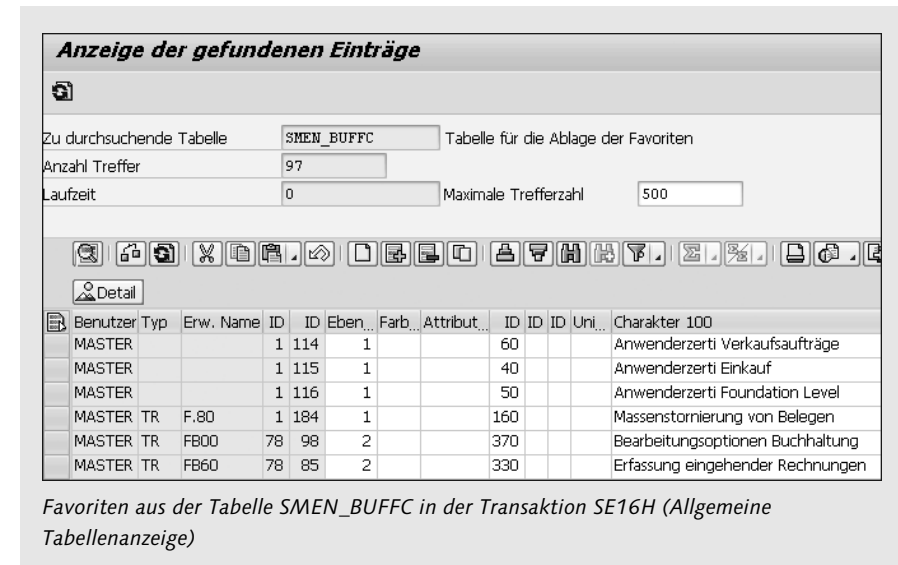 Anzeige der gefundenen Einträge
Zu durchsuchende Tabelle SMEN_BUFFC Tabelle für die Ablage der Favoriten
Anzahl Treffer 97
Laufzeit 0 Maximale Trefferzahl 500
Detail
Benutzer Typ Erw. Name ID ID Eben... Farb... Attribut... ID ID ID Uni... Charakter 100
MASTER 1 114 1 60 Anwenderzerti Verkaufsaufträge
MASTER 1 115 1 40 Anwenderzerti Einkauf
MASTER 1 116 1 50 Anwenderzerti Foundation Level
MASTER TR F.80 1 184 1 160 Massenstornierung von Belegen
MASTER TR FB00 78 98 2 370 Bearbeitungsoptionen Buchhaltung
MASTER TR FB60 78 85 2 330 Erfassung eingehender Rechnungen
Favoriten aus der Tabelle SMEN_BUFFC in der Transaktion SE16H (Allgemeine
Tabellenanzeige)